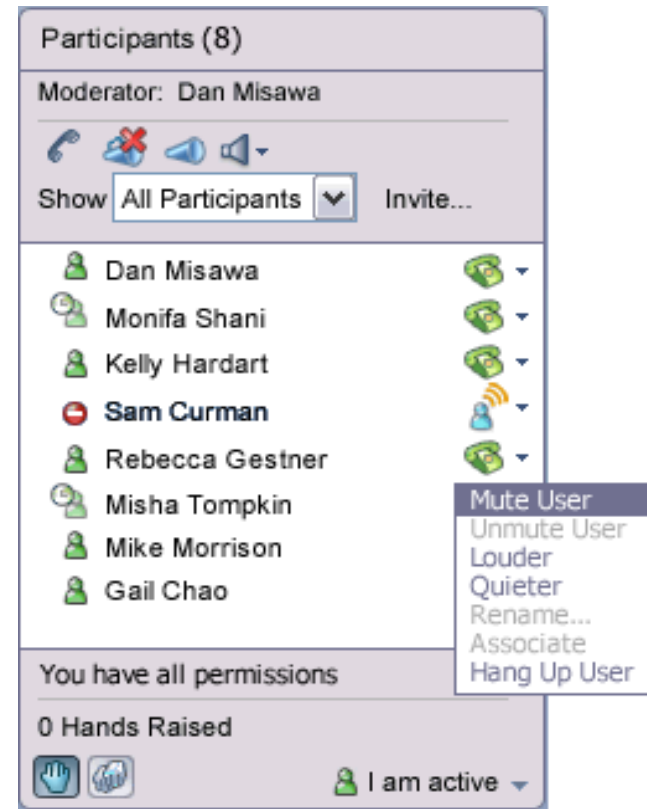 Participants (8)
Moderator: Dan Misawa
Show All Participants Invite...
Dan Misawa
Monifa Shani
Kelly Hardart
Sam Curman
Rebecca Gestner
Misha Tompkin
Mike Morrison
Gail Chao
Mute User
Unmute User
Louder
Quieter
Rename...
Associate
Hang Up User
You have all permissions
0 Hands Raised
I am active